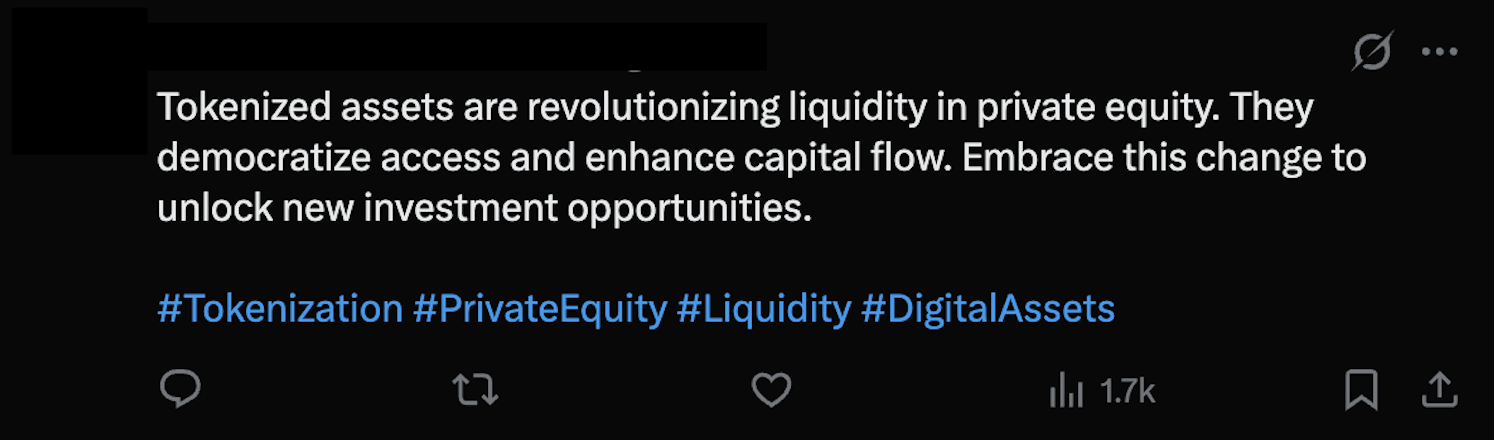 Tokenized assets are revolutionizing liquidity in private equity. They
democratize access and enhance capital flow. Embrace this change to
unlock new investment opportunities.
#Tokenization #PrivateEquity #Liquidity #DigitalAssets
1.7k